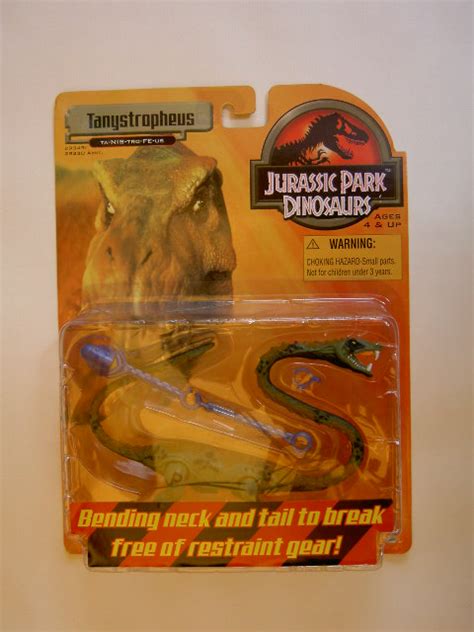 Tanystropheus
TA-NIS-TRO-FE-US
JURASSIC PARK
DINOSAURS
AGES
4 & UP
WARNING:
CHOKING HAZARD-Small parts.
Not for children under 3 years.
Bending neck and tail to break
free of restraint gear!